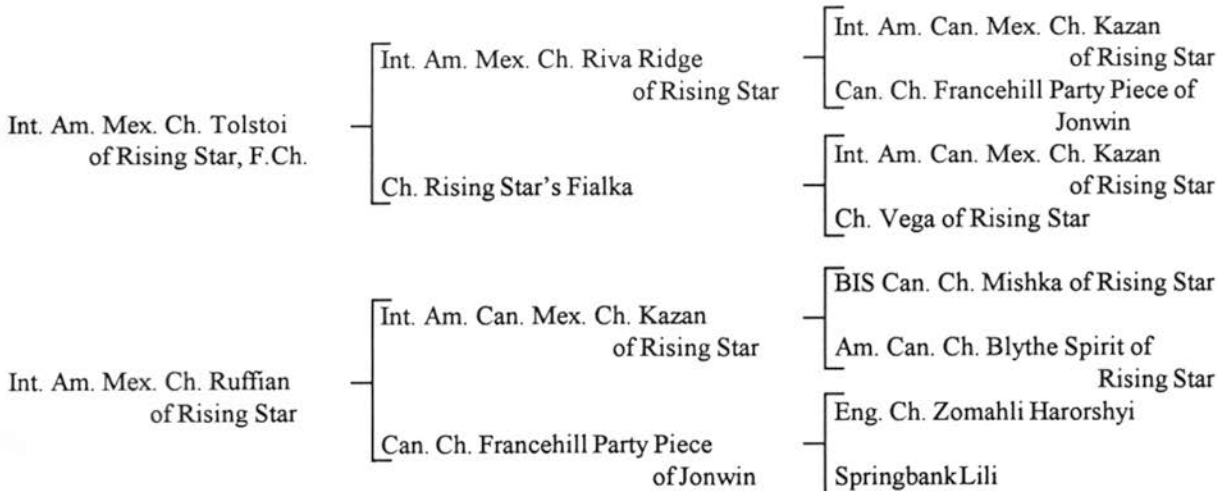 Int. Am. Mex. Ch. Tolstoi
of Rising Star, F.Ch.
Int. Am. Mex. Ch. Riva Ridge
of Rising Star
Int. Am. Can. Mex. Ch. Kazan
of Rising Star
Can. Ch. Francehill Party Piece of
Jonwin
Ch. Rising Star's Fialka
Int. Am. Can. Mex. Ch. Kazan
of Rising Star
Ch. Vega of Rising Star
Int. Am. Mex. Ch. Ruffian
of Rising Star
Int. Am. Can. Mex. Ch. Kazan
of Rising Star
BIS Can. Ch. Mishka of Rising Star
Am. Can. Ch. Blythe Spirit of
Rising Star
Can. Ch. Francehill Party Piece
of Jonwin
Eng. Ch. Zomahli Harorshyi
Springbank Lili